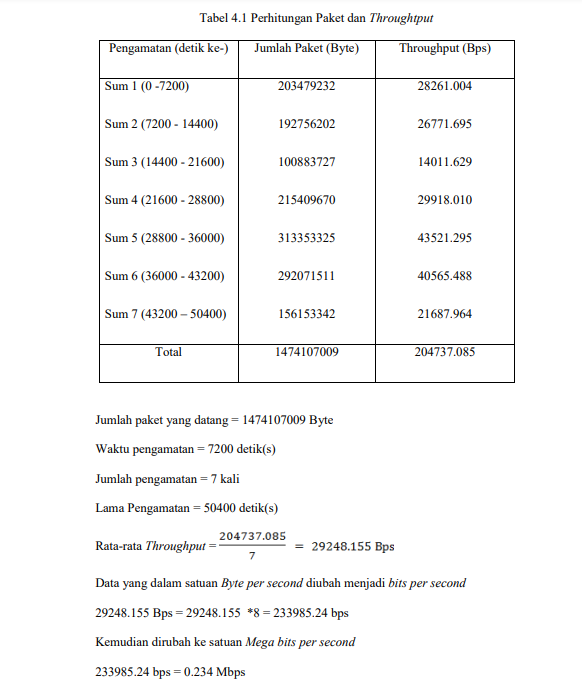 Tabel 4.1 Perhitungan Paket dan Throughtput
Pengamatan (detik ke-) Jumlah Paket (Byte) Throughput (Bps)
Sum 1 (0 -7200) 203479232 28261.004
Sum 2 (7200 - 14400) 192756202 26771.695
Sum 3 (14400 - 21600) 100883727 14011.629
Sum 4 (21600 - 28800) 215409670 29918.010
Sum 5 (28800 - 36000) 313353325 43521.295
Sum 6 (36000 - 43200) 292071511 40565.488
Sum 7 (43200 – 50400) 156153342 21687.964
Total 1474107009 204737.085
Jumlah paket yang datang = 1474107009 Byte
Waktu pengamatan = 7200 detik(s)
Jumlah pengamatan = 7 kali
Lama Pengamatan = 50400 detik(s)
Rata-rata Throughput = 204737.085 / 7 = 29248.155 Bps
Data yang dalam satuan Byte per second diubah menjadi bits per second
29248.155 Bps = 29248.155 *8 = 233985.24 bps
Kemudian dirubah ke satuan Mega bits per second
233985.24 bps = 0.234 Mbps